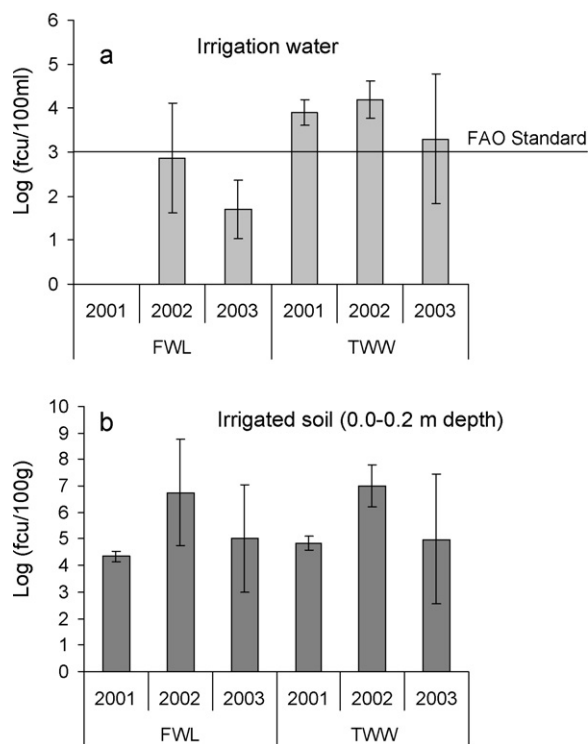 a
Irrigation water
Log (fcu/100ml)
6
5
4
3
2
1
0
FAO Standard
2001 2002 2003 2001 2002 2003
FWL TWW
b
Irrigated soil (0.0-0.2 m depth)
Log (fcu/100g)
10
9
8
7
6
5
4
3
2
1
0
2001 2002 2003 2001 2002 2003
FWL TWW